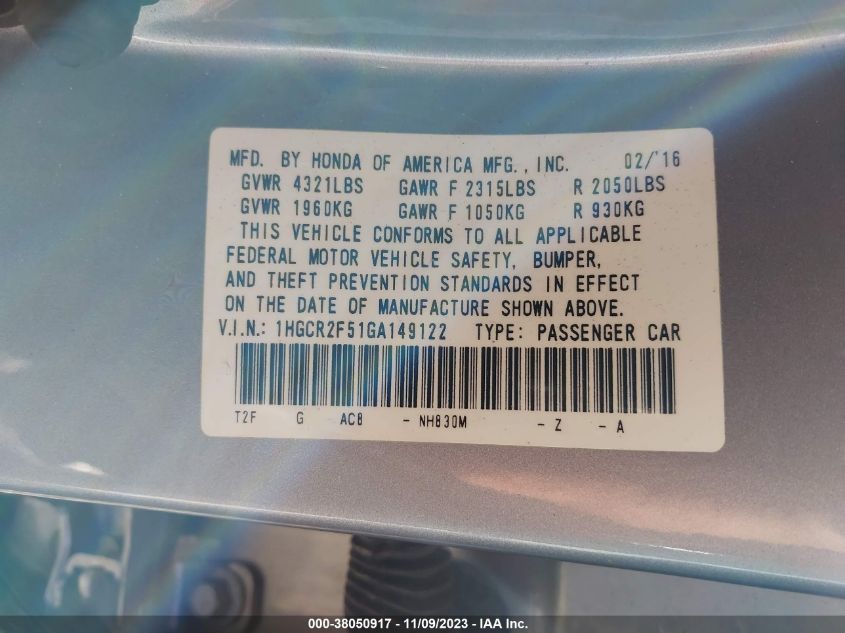 MFD. BY HONDA OF AMERICA MFG., INC. 02/'16
GVWR 4321LBS GAWR F 2315LBS R 2050LBS
GVWR 1960KG GAWR F 1050KG R 930KG
THIS VEHICLE CONFORMS TO ALL APPLICABLE
FEDERAL MOTOR VEHICLE SAFETY, BUMPER,
AND THEFT PREVENTION STANDARDS IN EFFECT
ON THE DATE OF MANUFACTURE SHOWN ABOVE.
V.I.N.: 1HGCR2F51GA149122 TYPE: PASSENGER CAR
T2F G AC8 - NH830M - Z - A
000-38050917 - 11/09/2023 - IAA Inc.